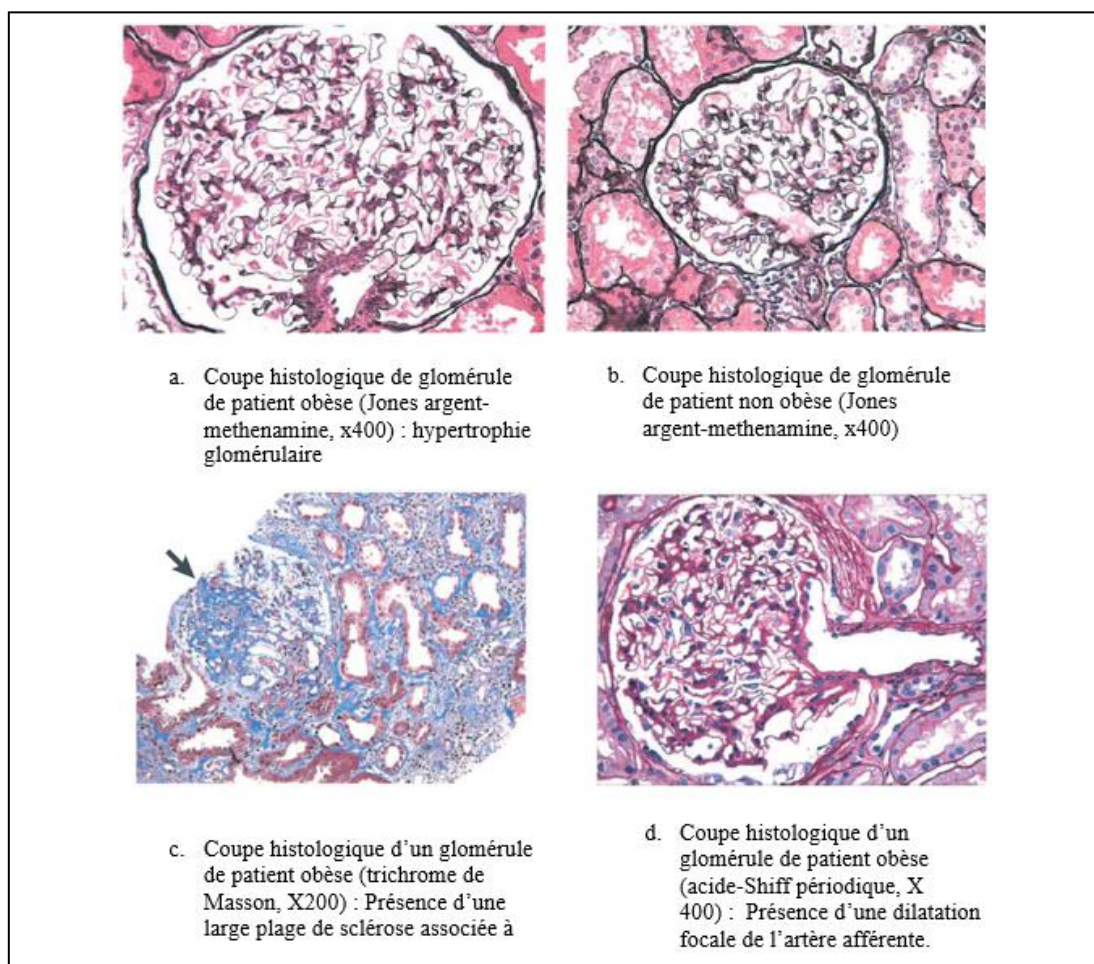 a. Coupe histologique de glomérule
de patient obèse (Jones argent-
methenamine, x400) : hypertrophie
glomérulaire
b. Coupe histologique de glomérule
de patient non obèse (Jones
argent-methenamine, x400)
c. Coupe histologique d’un glomérule
de patient obèse (trichrome de
Masson, X200) : Présence d’une
large plage de sclérose associée à
d. Coupe histologique d’un
glomérule de patient obèse
(acide-Shiff périodique, X
400) : Présence d’une dilatation
focale de l’artère afférente.